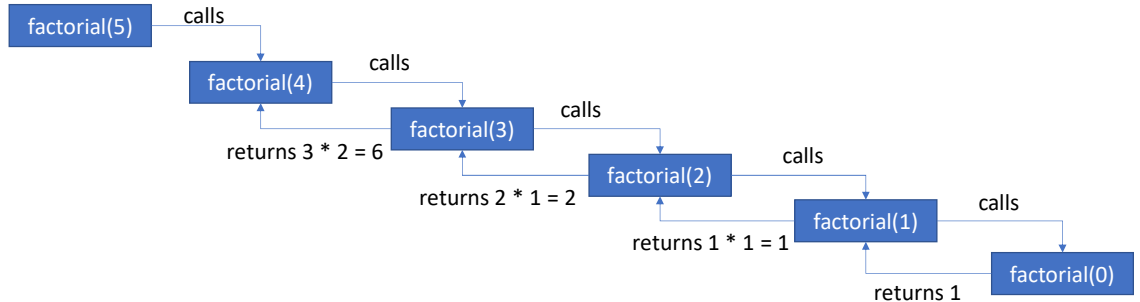 factorial(5)
calls
factorial(4)
calls
factorial(3)
calls
returns 3 * 2 = 6
factorial(2)
calls
returns 2 * 1 = 2
factorial(1)
calls
returns 1 * 1 = 1
factorial(0)
returns 1